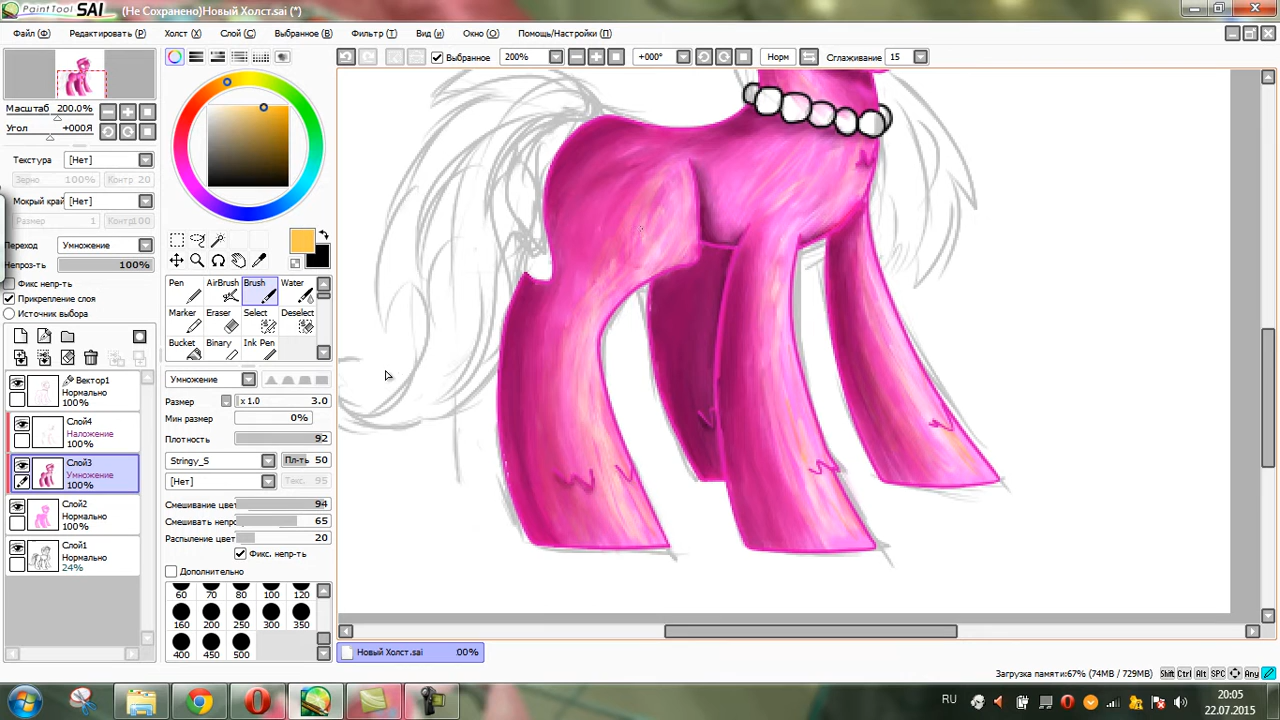 PaintTool SAI (Не Сохранено)Новый Холст.sai (*)
Файл (Ф) Редактировать (Р) Холст (Х) Слой (С) Выбранное (В) Фильтр (Т) Вид (и) Окно (О) Помощь/Настройки (П)
Выбранное 200% +000° Норм Сглаживание 15
Масштаб 200.0%
Угол +000Я
Текстура [Нет]
Зерно 100% Контр 20
Мокрый край [Нет]
Размер 1 Контр100
Переход Умножение
Непроз-ть 100%
Фикс непр-ть
Прикрепление слоя
Источник выбора
Вектор1
Нормально
100%
Слой4
Наложение
100%
Слой3
Умножение
100%
Слой2
Нормально
100%
Слой1
Нормально
24%
Pen AirBrush Brush Water
Marker Eraser Select Deselect
Bucket Binary Ink Pen
Умножение
Размер x 1.0 3.0
Мин размер 0%
Плотность 92
Stringy_S Пл-ть 50
[Нет] Текс. 95
Смешивание цвет 94
Смешивать непро 65
Распыление цвет 20
Фикс. непр-ть
Дополнительно
60 70 80 100 120
160 200 250 300 350
400 450 500
Новый Холст.sai 00%
Загрузка памяти:67% (74MB / 729MB) Shift Ctrl Alt SPC Any
RU 20:05
22.07.2015